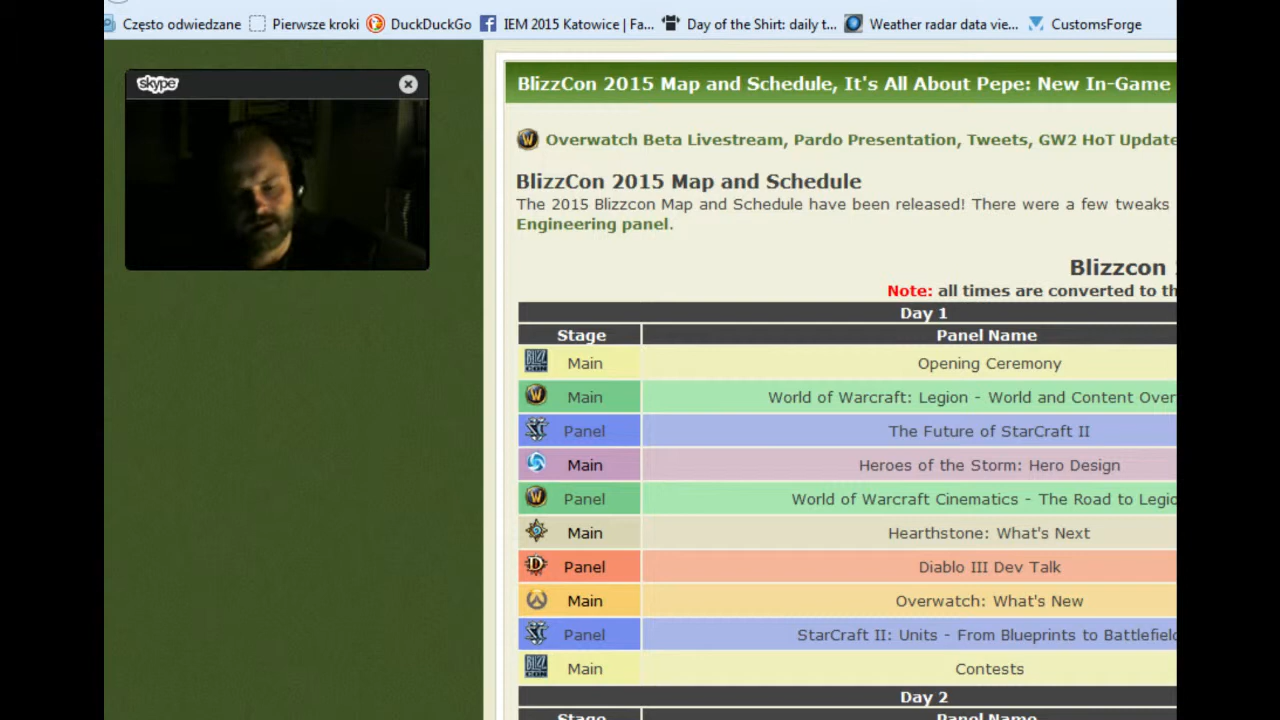 Często odwiedzane Pierwsze kroki DuckDuckGo IEM 2015 Katowice | Fa... Day of the Shirt: daily t... Weather radar data vie... CustomsForge
skype
BlizzCon 2015 Map and Schedule, It's All About Pepe: New In-Game
Overwatch Beta Livestream, Pardo Presentation, Tweets, GW2 HoT Update
BlizzCon 2015 Map and Schedule
The 2015 Blizzcon Map and Schedule have been released! There were a few tweaks
Engineering panel.
Blizzcon
Note: all times are converted to th
Day 1
Stage Panel Name
Main Opening Ceremony
Main World of Warcraft: Legion - World and Content Over
Panel The Future of StarCraft II
Main Heroes of the Storm: Hero Design
Panel World of Warcraft Cinematics - The Road to Legio
Main Hearthstone: What's Next
Panel Diablo III Dev Talk
Main Overwatch: What's New
Panel StarCraft II: Units - From Blueprints to Battlefield
Main Contests
Day 2
Stage Panel Name